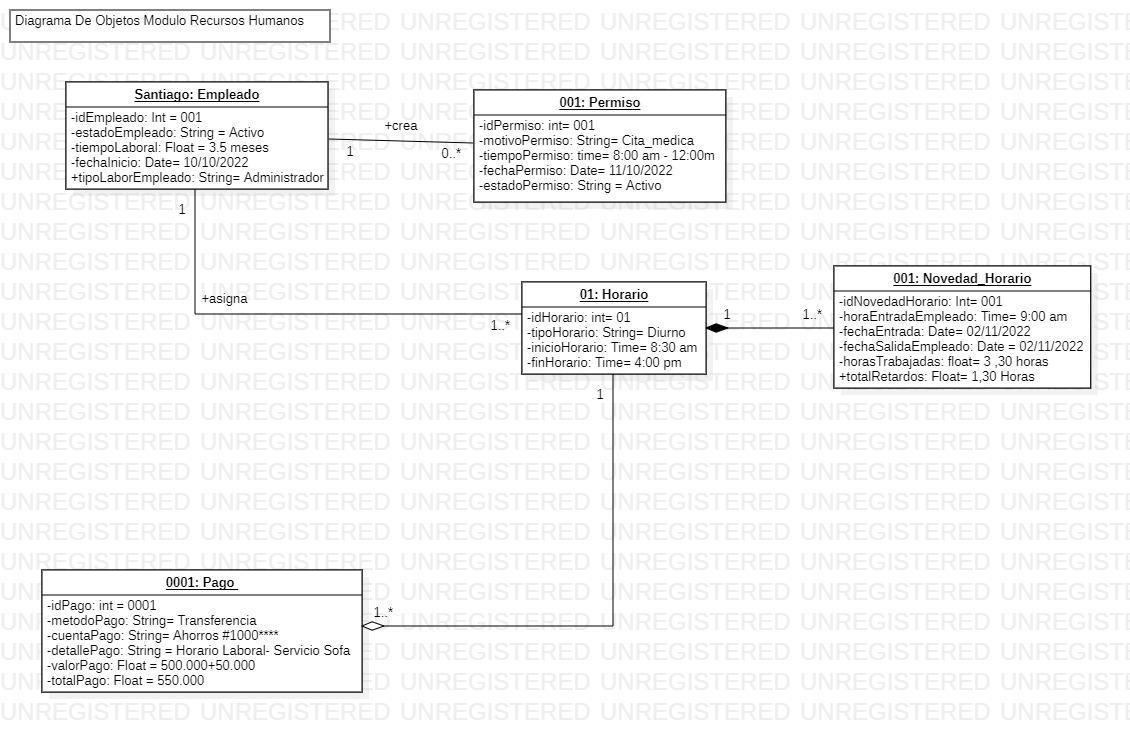 Diagrama De Objetos Modulo Recursos Humanos
Santiago: Empleado
-idEmpleado: Int = 001
-estadoEmpleado: String = Activo
-tiempoLaboral: Float = 3.5 meses
-fechaInicio: Date= 10/10/2022
+tipoLaborEmpleado: String= Administrador
+crea
1
0..*
001: Permiso
-idPermiso: int= 001
-motivoPermiso: String= Cita_medica
-tiempoPermiso: time= 8:00 am - 12:00m
-fechaPermiso: Date= 11/10/2022
-estadoPermiso: String = Activo
1
+asigna
1..*
01: Horario
-idHorario: int= 01
-tipoHorario: String= Diurno
-inicioHorario: Time= 8:30 am
-finHorario: Time= 4:00 pm
1
1..*
001: Novedad_Horario
-idNovedadHorario: Int= 001
-horaEntradaEmpleado: Time= 9:00 am
-fechaEntrada: Date= 02/11/2022
-fechaSalidaEmpleado: Date = 02/11/2022
-horasTrabajadas: float= 3 ,30 horas
+totalRetardos: Float= 1,30 Horas
1
1..*
0001: Pago
-idPago: int = 0001
-metodoPago: String= Transferencia
-cuentaPago: String= Ahorros #1000****
-detallePago: String = Horario Laboral- Servicio Sofa
-valorPago: Float = 500.000+50.000
-totalPago: Float = 550.000
UNREGISTERED